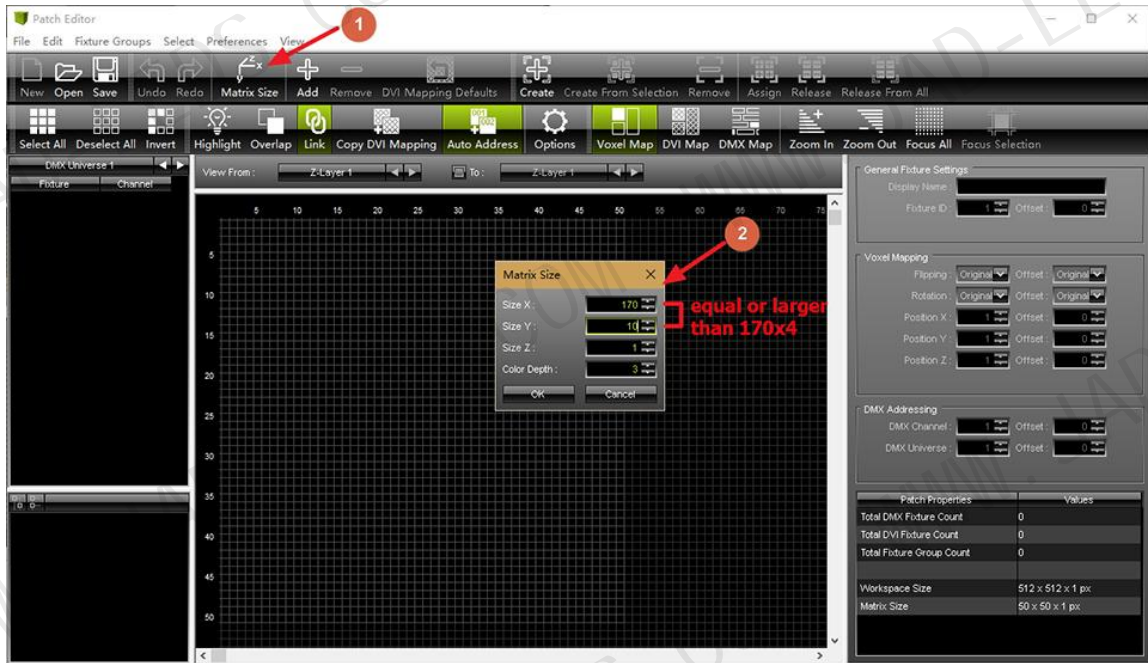 Patch Editor
File Edit Fixture Groups Select Preferences View
1
New Open Save Undo Redo Matrix Size Add Remove DVI Mapping Defaults Create Create From Selection Remove Assign Release Release From All
Select All Deselect All Invert Highlight Overlap Link Copy DVI Mapping Auto Address Options Voxel Map DVI Map DMX Map Zoom In Zoom Out Focus All Focus Selection
DMX Universe 1
Fixture Channel
View From : Z-Layer 1 To : Z-Layer 1
5 10 15 20 25 30 35 40 45 50 55 60 65 70 75
5
10
15
20
25
30
35
40
45
50
2
Matrix Size
Size X : 170
Size Y : 10
Size Z : 1
Color Depth : 3
OK Cancel
equal or larger
than 170x4
General Fixture Settings
Display Name :
Fixture ID : 1 Offset : 0
Voxel Mapping
Flipping : Original Offset : Original
Rotation : Original Offset : Original
Position X : 1 Offset : 0
Position Y : 1 Offset : 0
Position Z : 1 Offset : 0
DMX Addressing
DMX Channel : 1 Offset : 0
DMX Universe : 1 Offset : 0
Patch Properties Values
Total DMX Fixture Count 0
Total DVI Fixture Count 0
Total Fixture Group Count 0
Workspace Size 512 x 512 x 1 px
Matrix Size 50 x 50 x 1 px